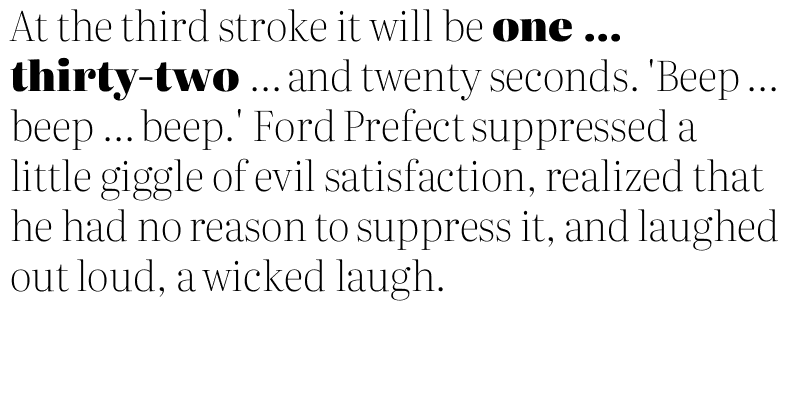 At the third stroke it will be one ...
thirty-two ... and twenty seconds. 'Beep ...
beep ... beep.' Ford Prefect suppressed a
little giggle of evil satisfaction, realized that
he had no reason to suppress it, and laughed
out loud, a wicked laugh.